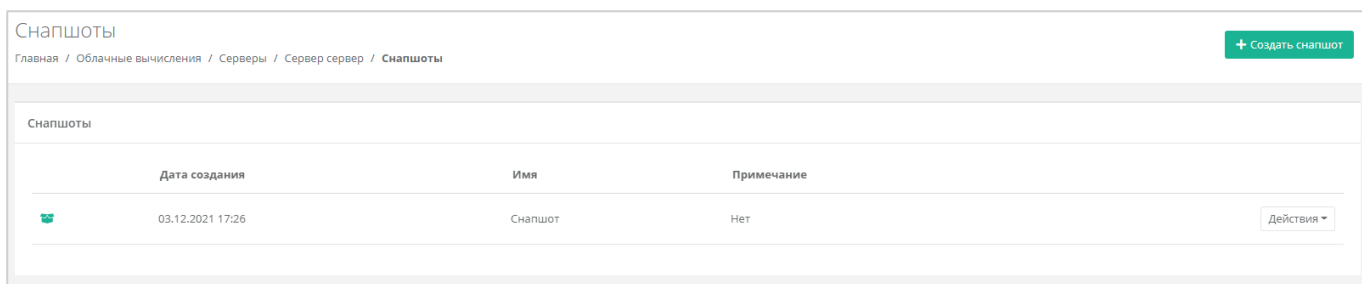 Снапшоты
+ Создать снапшот
Главная / Облачные вычисления / Серверы / Сервер сервер / Снапшоты
Снапшоты
Дата создания Имя Примечание
03.12.2021 17:26 Снапшот Нет Действия